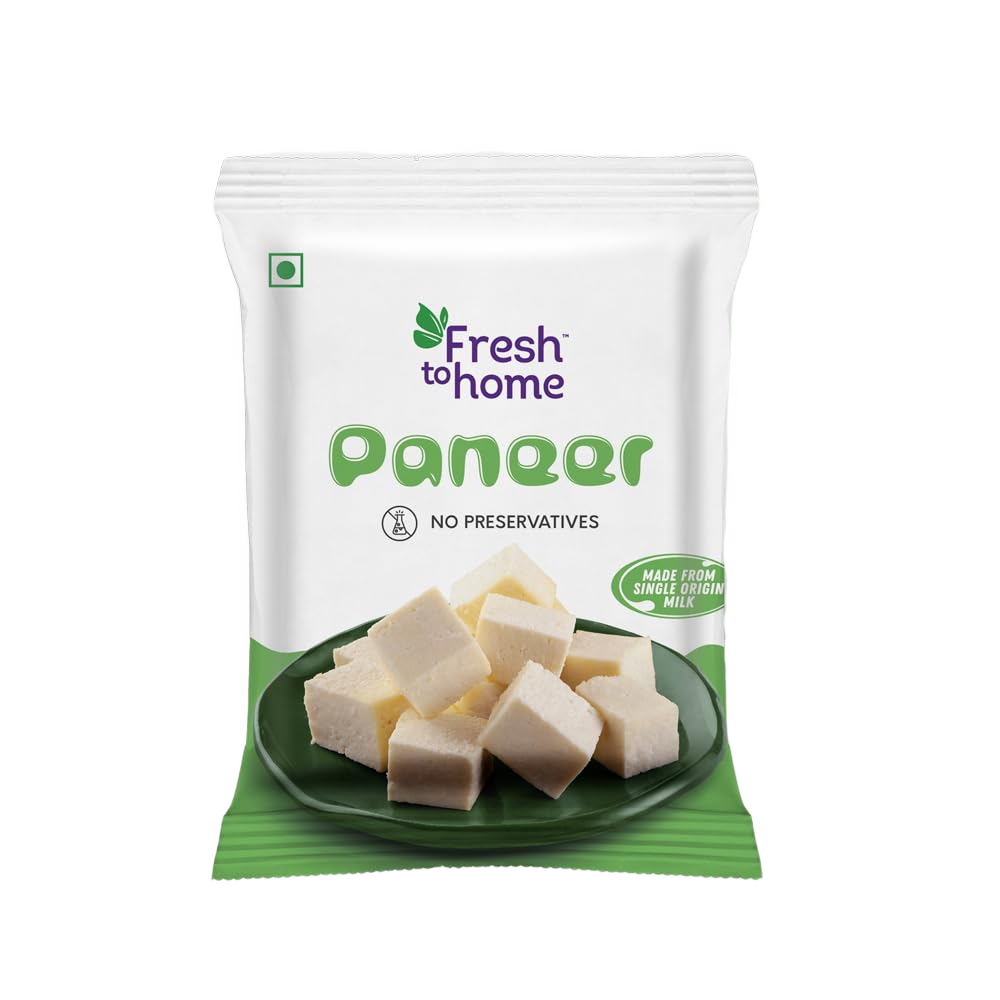 Fresh™
to home
Paneer
NO PRESERVATIVES
MADE FROM
SINGLE ORIGIN
MILK